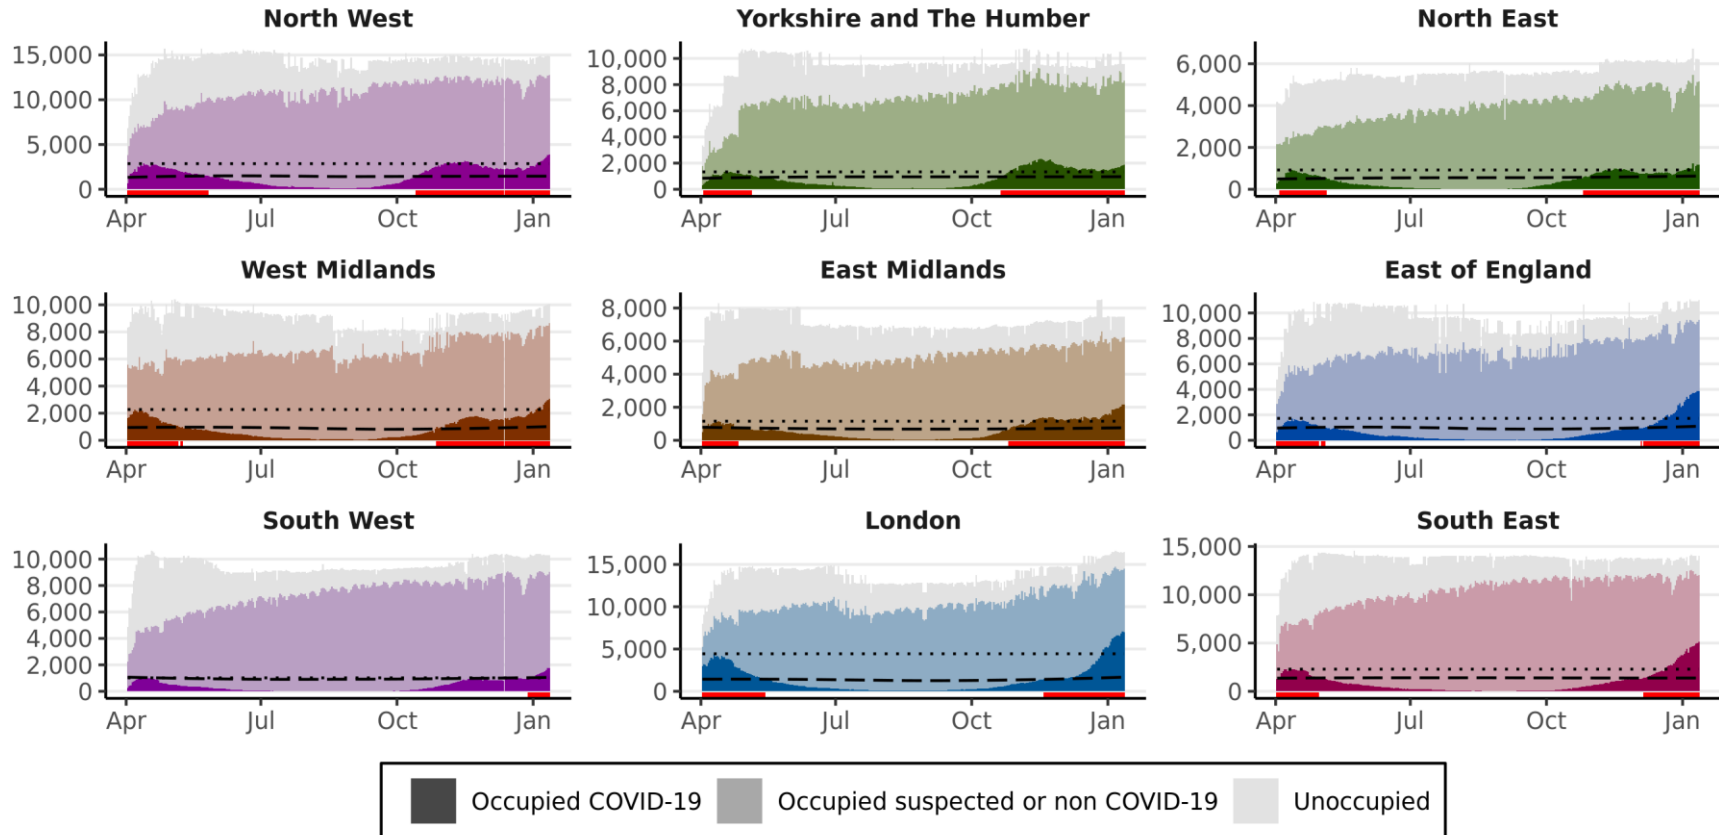 North West
Yorkshire and The Humber
North East
15,000
10,000
5,000
0
Apr
Jul
Oct
Jan
10,000
8,000
6,000
4,000
2,000
0
Apr
Jul
Oct
Jan
6,000
4,000
2,000
0
Apr
Jul
Oct
Jan
West Midlands
East Midlands
East of England
10,000
8,000
6,000
4,000
2,000
0
Apr
Jul
Oct
Jan
8,000
6,000
4,000
2,000
0
Apr
Jul
Oct
Jan
10,000
8,000
6,000
4,000
2,000
0
Apr
Jul
Oct
Jan
South West
London
South East
10,000
8,000
6,000
4,000
2,000
0
Apr
Jul
Oct
Jan
15,000
10,000
5,000
0
Apr
Jul
Oct
Jan
15,000
10,000
5,000
0
Apr
Jul
Oct
Jan
Occupied COVID-19
Occupied suspected or non COVID-19
Unoccupied